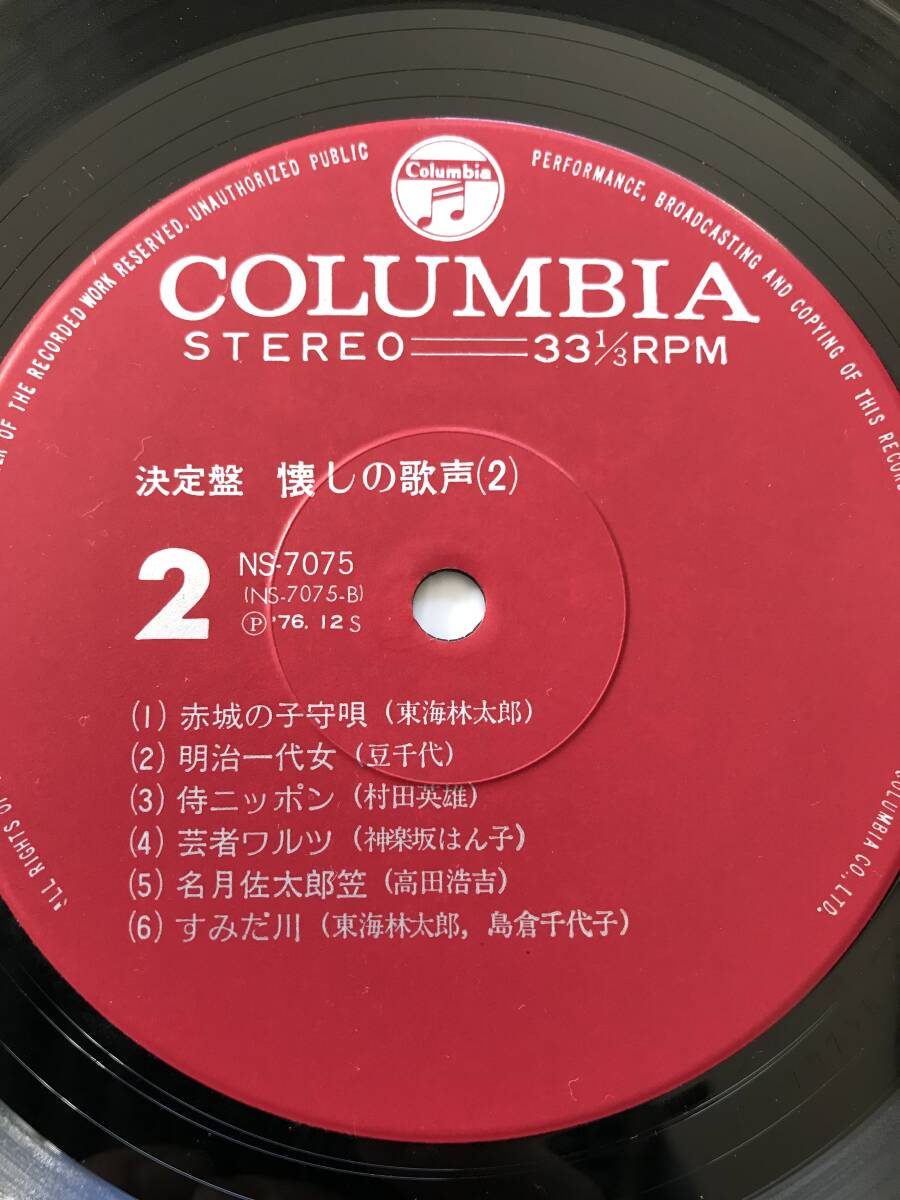 Columbia
COLUMBIA
STEREO 33⅓RPM
決定盤 懐しの歌声(2)
2
NS-7075
(NS-7075-B)
Ⓟ '76. 12 S
(1) 赤城の子守唄 (東海林太郎)
(2) 明治一代女 (豆千代)
(3) 侍ニッポン (村田英雄)
(4) 芸者ワルツ (神楽坂はん子)
(5) 名月佐太郎笠 (高田浩吉)
(6) すみだ川 (東海林太郎, 島倉千代子)
OF THE RECORDED WORK RESERVED. UNAUTHORIZED PUBLIC PERFORMANCE, BROADCASTING AND COPYING OF THIS RECORD
COLUMBIA CO., LTD.
ALL RIGHTS OF